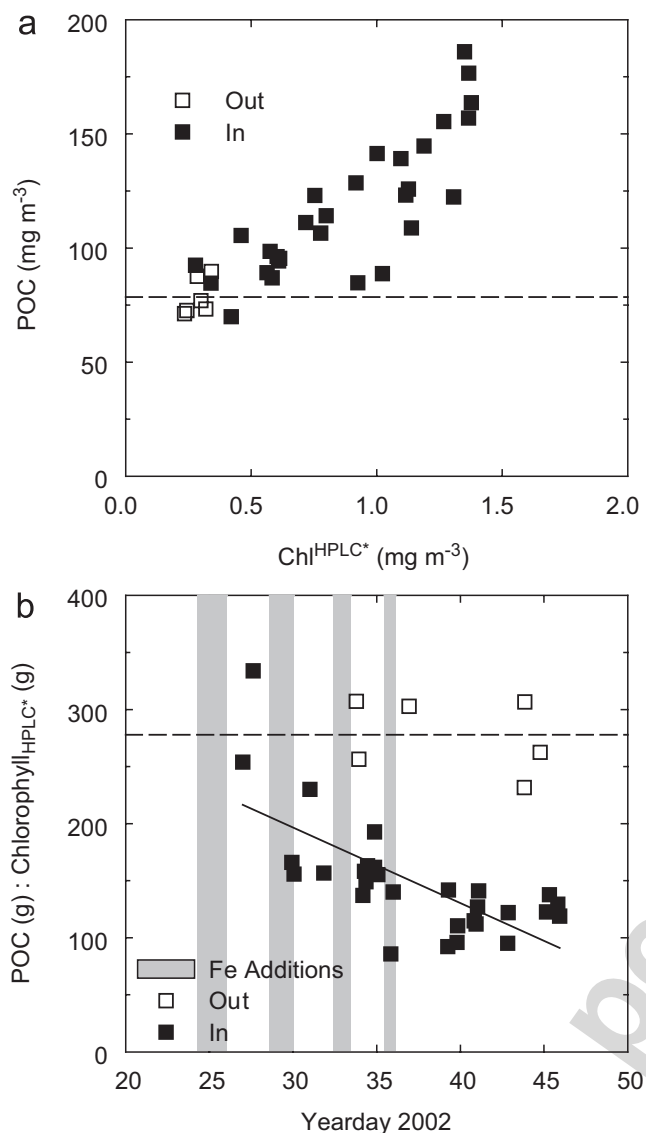 a
200
150
100
50
0
POC (mg m-3)
Out
In
0.0 0.5 1.0 1.5 2.0
ChlHPLC* (mg m-3)
b
400
300
200
100
0
POC (g) : ChlorophyllHPLC* (g)
Fe Additions
Out
In
20 25 30 35 40 45 50
Yearday 2002